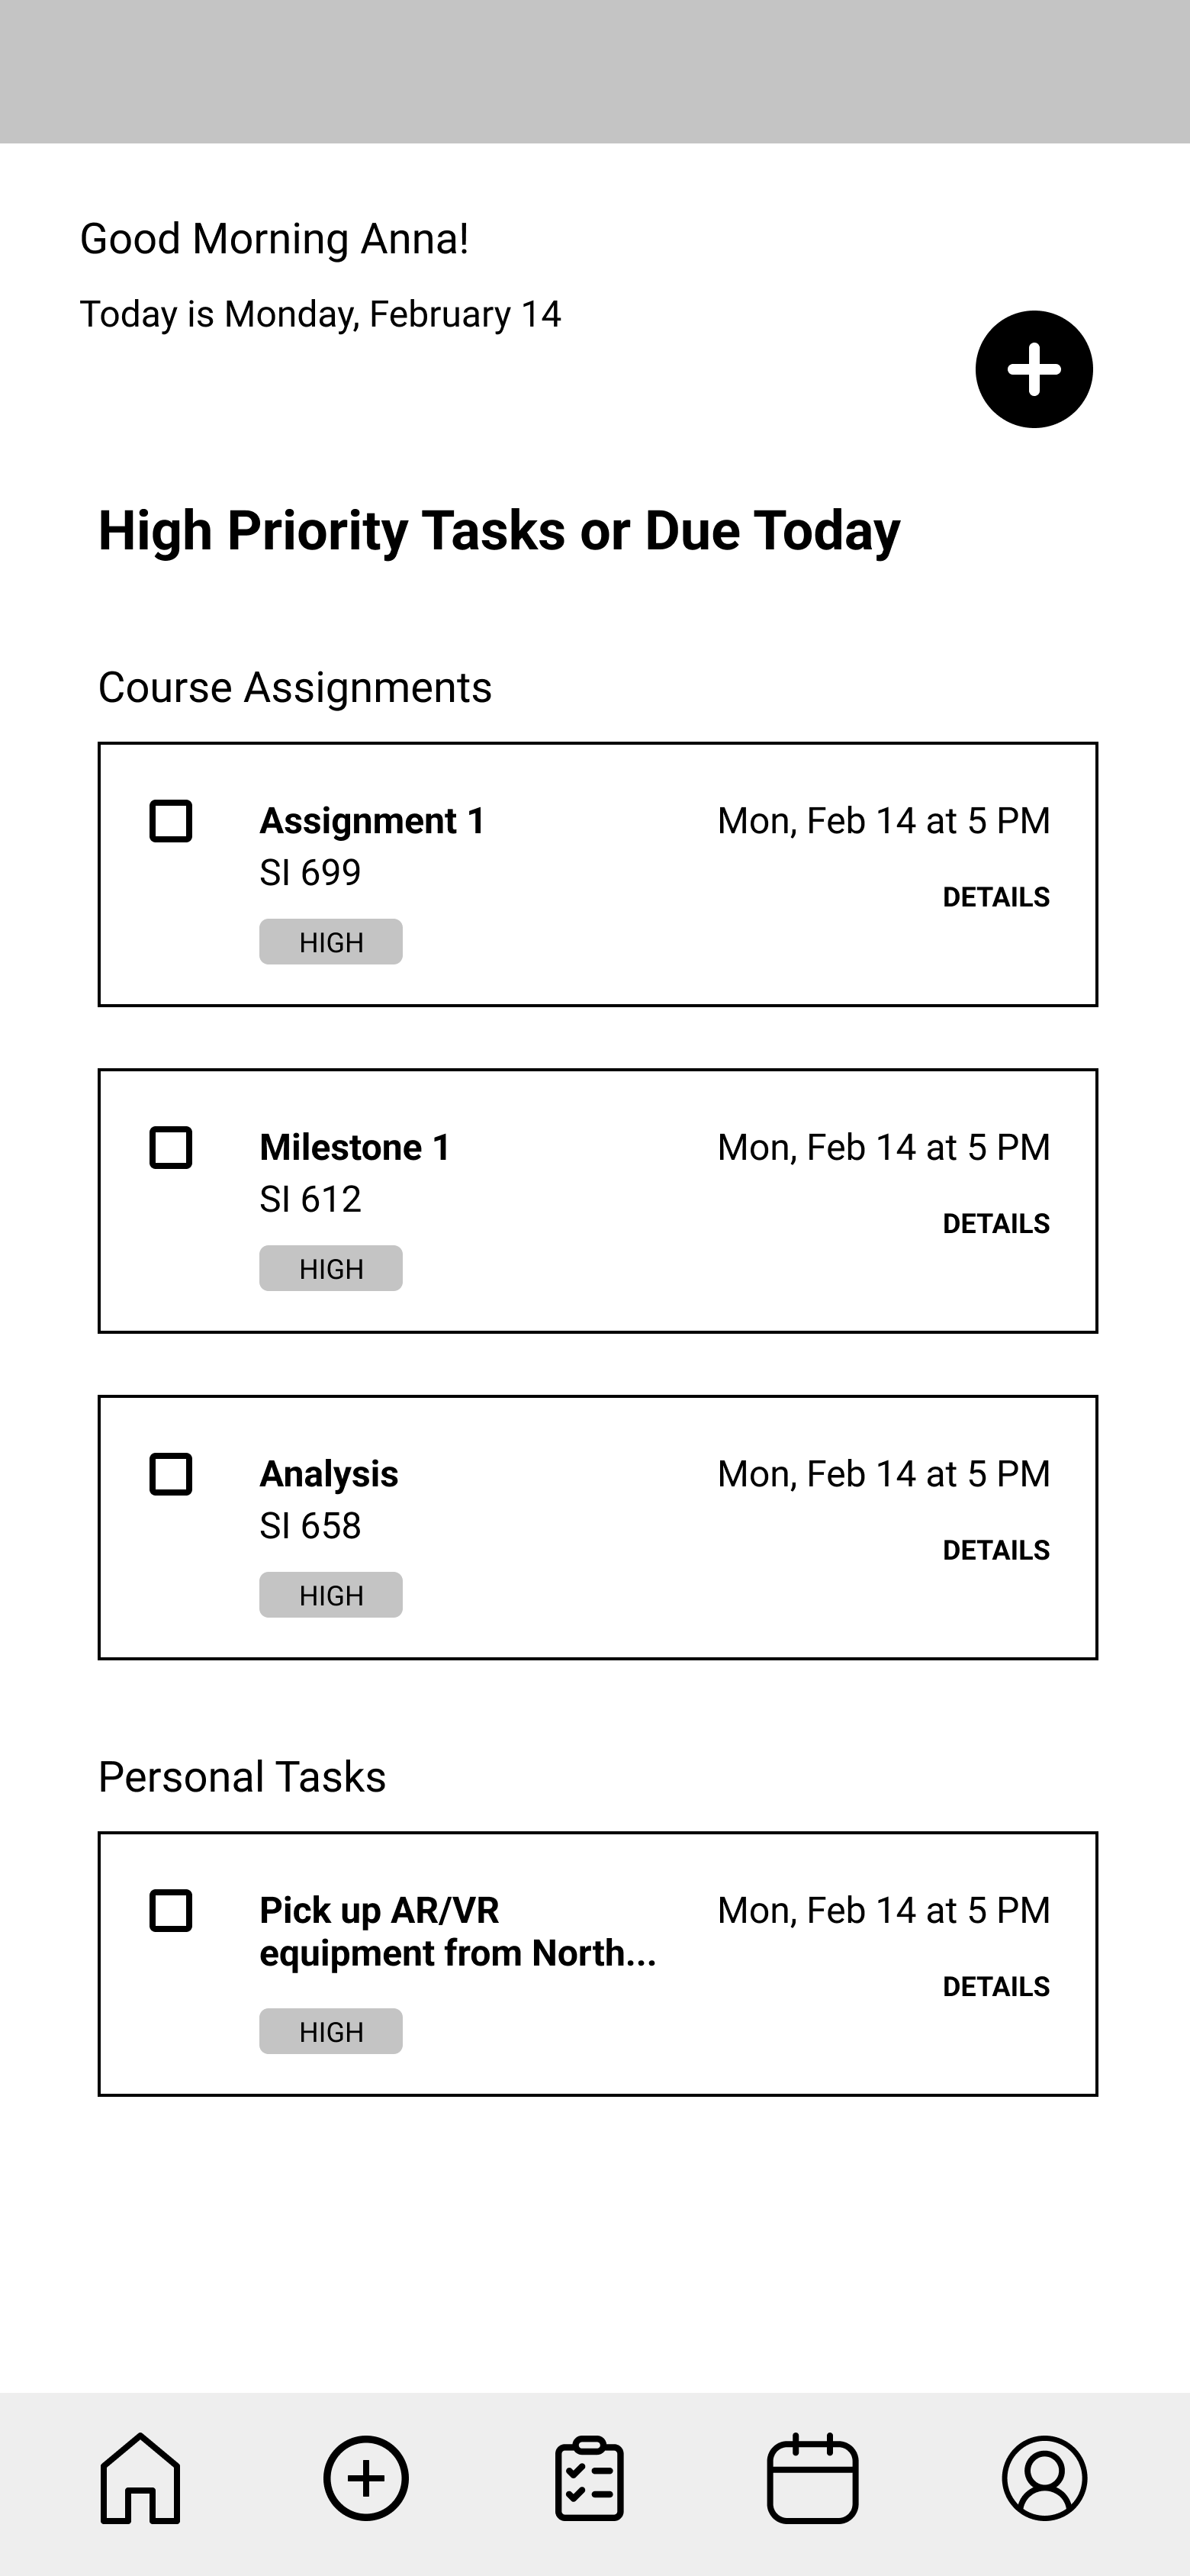 Good Morning Anna!
Today is Monday, February 14
High Priority Tasks or Due Today
Course Assignments
Assignment 1
Mon, Feb 14 at 5 PM
SI 699
DETAILS
HIGH
Milestone 1
Mon, Feb 14 at 5 PM
SI 612
DETAILS
HIGH
Analysis
Mon, Feb 14 at 5 PM
SI 658
DETAILS
HIGH
Personal Tasks
Pick up AR/VR
Mon, Feb 14 at 5 PM
equipment from North...
DETAILS
HIGH